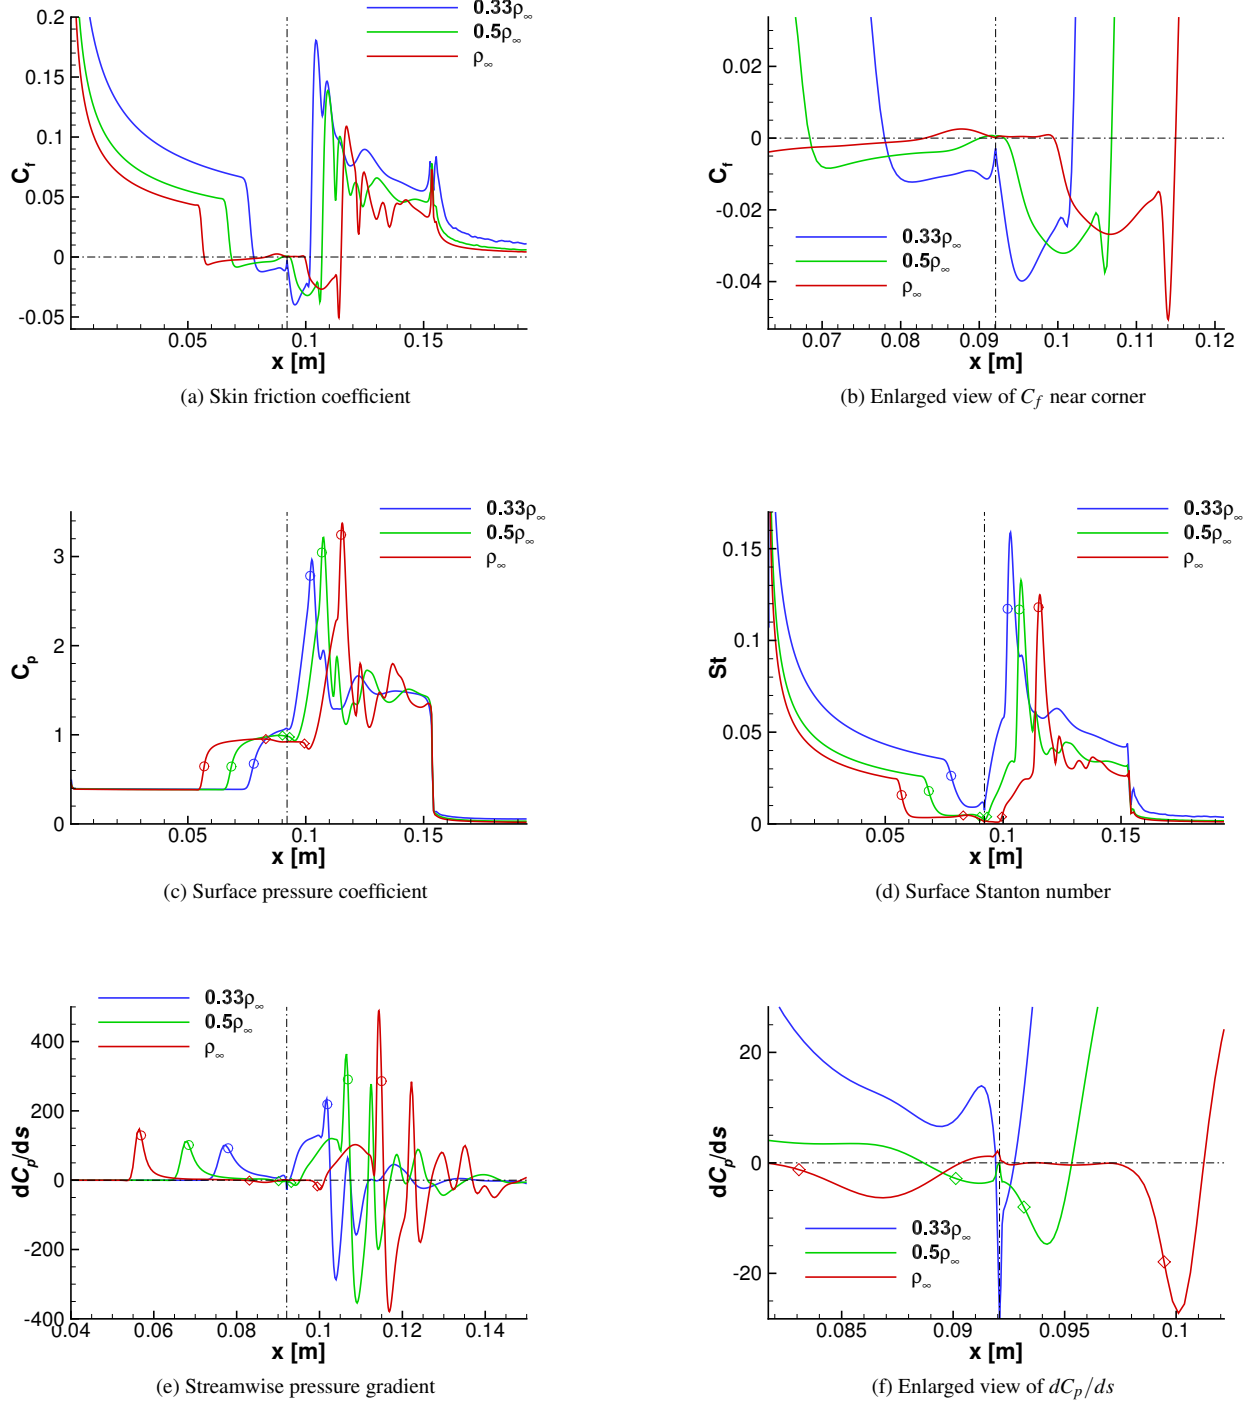 0.33ρ∞
0.5ρ∞
ρ∞
0.2
0.15
0.1
0.05
0
-0.05
C_f
0.05
0.1
0.15
x [m]
(a) Skin friction coefficient
0.02
0
-0.02
-0.04
C_f
0.33ρ∞
0.5ρ∞
ρ∞
0.07
0.08
0.09
0.1
0.11
0.12
x [m]
(b) Enlarged view of C_f near corner
0.33ρ∞
0.5ρ∞
ρ∞
3
2
1
0
C_p
0.05
0.1
0.15
x [m]
(c) Surface pressure coefficient
0.33ρ∞
0.5ρ∞
ρ∞
0.15
0.1
0.05
0
St
0.05
0.1
0.15
x [m]
(d) Surface Stanton number
0.33ρ∞
0.5ρ∞
ρ∞
400
200
0
-200
-400
dC_p/ds
0.04
0.06
0.08
0.1
0.12
0.14
x [m]
(e) Streamwise pressure gradient
20
0
-20
dC_p/ds
0.33ρ∞
0.5ρ∞
ρ∞
0.085
0.09
0.095
0.1
x [m]
(f) Enlarged view of dC_p/ds